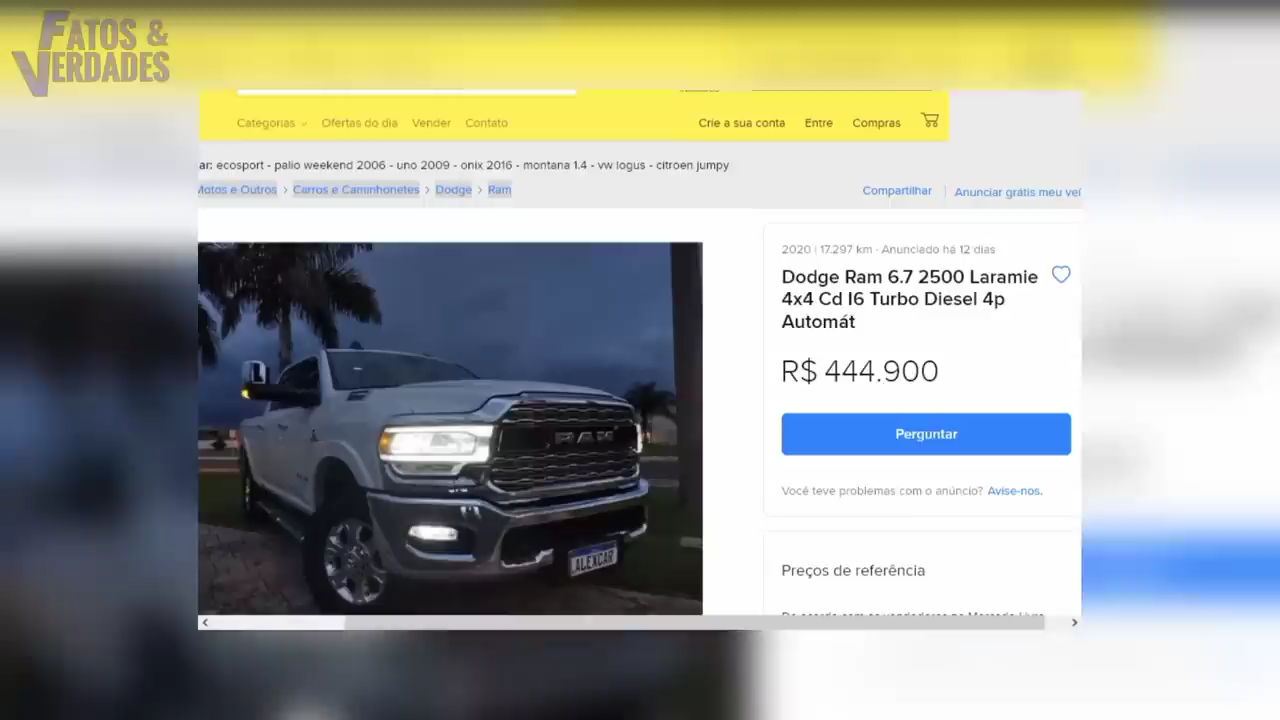 FATOS &
VERDADES
Categorias
Ofertas do dia
Vender
Contato
Crie a sua conta
Entre
Compras
ar: ecosport - palio weekend 2006 - uno 2009 - onix 2016 - montana 1.4 - vw logus - citroen jumpy
Motos e Outros > Carros e Caminhonetes > Dodge > Ram
Compartilhar
Anunciar grátis meu veí
2020 | 17.297 km · Anunciado há 12 dias
Dodge Ram 6.7 2500 Laramie
4x4 Cd I6 Turbo Diesel 4p
Automát
R$ 444.900
Perguntar
RAM
ALEXCAR
Você teve problemas com o anúncio? Avise-nos.
Preços de referência